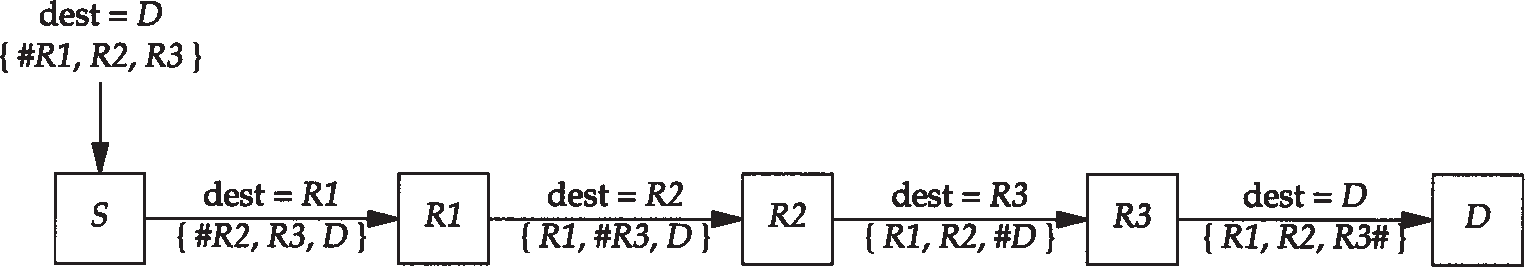 dest = D
{ #R1, R2, R3 }
S
dest = R1
{ #R2, R3, D }
R1
dest = R2
{ R1, #R3, D }
R2
dest = R3
{ R1, R2, #D }
R3
dest = D
{ R1, R2, R3# }
D